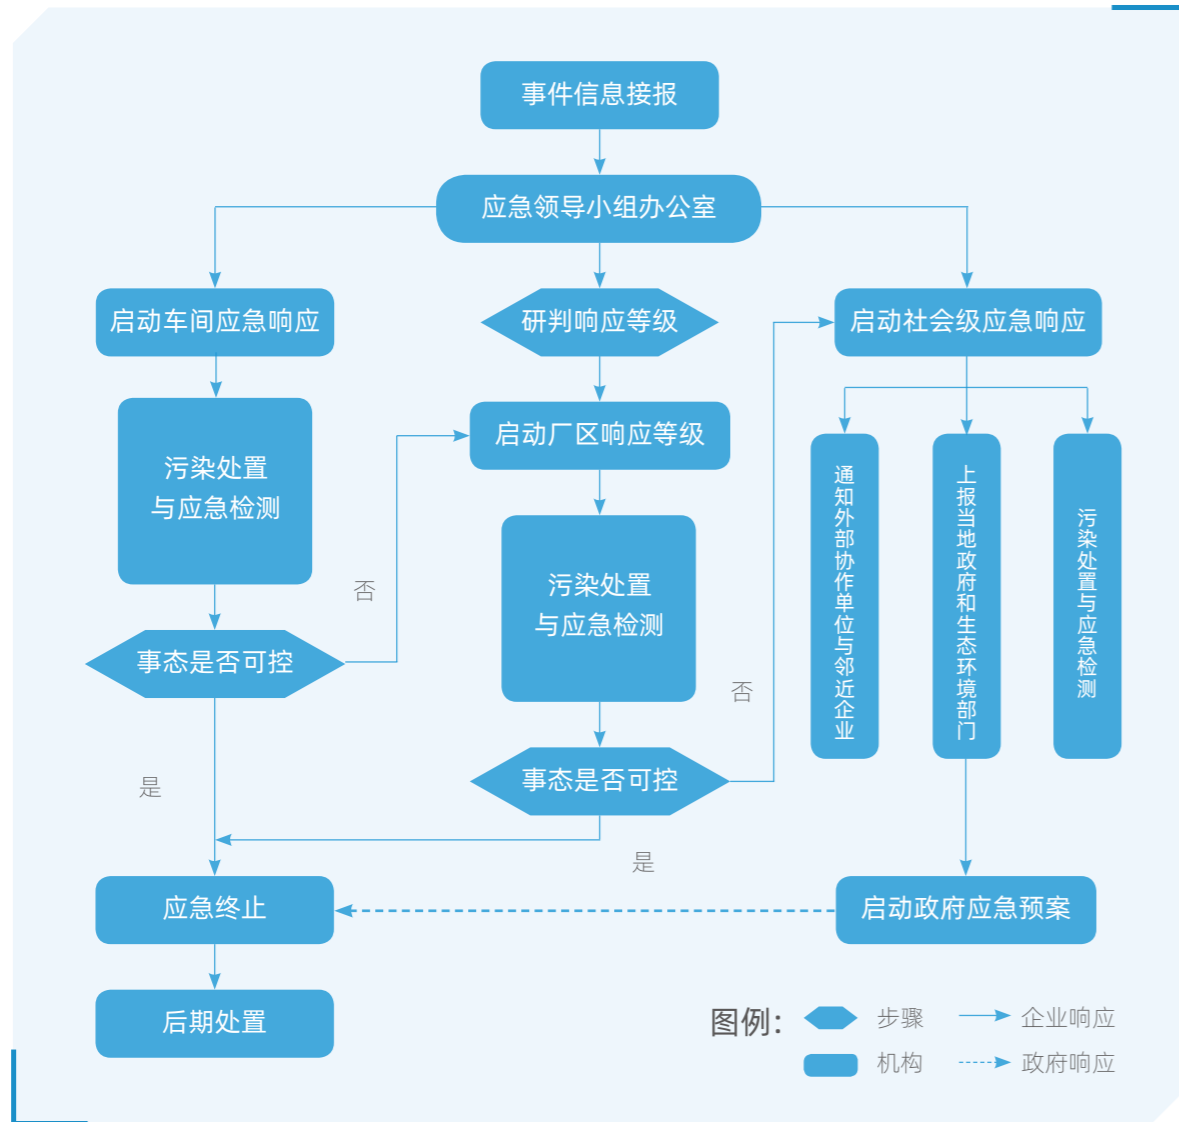 事件信息接报
应急领导小组办公室
启动车间应急响应
研判响应等级
启动社会级应急响应
启动厂区响应等级
污染处置
与应急检测
否
污染处置
与应急检测
通知外部协作单位与邻近企业
上报当地政府和生态环境部门
污染处置与应急检测
事态是否可控
否
事态是否可控
是
是
应急终止
启动政府应急预案
后期处置
图例：
步骤
企业响应
机构
政府响应